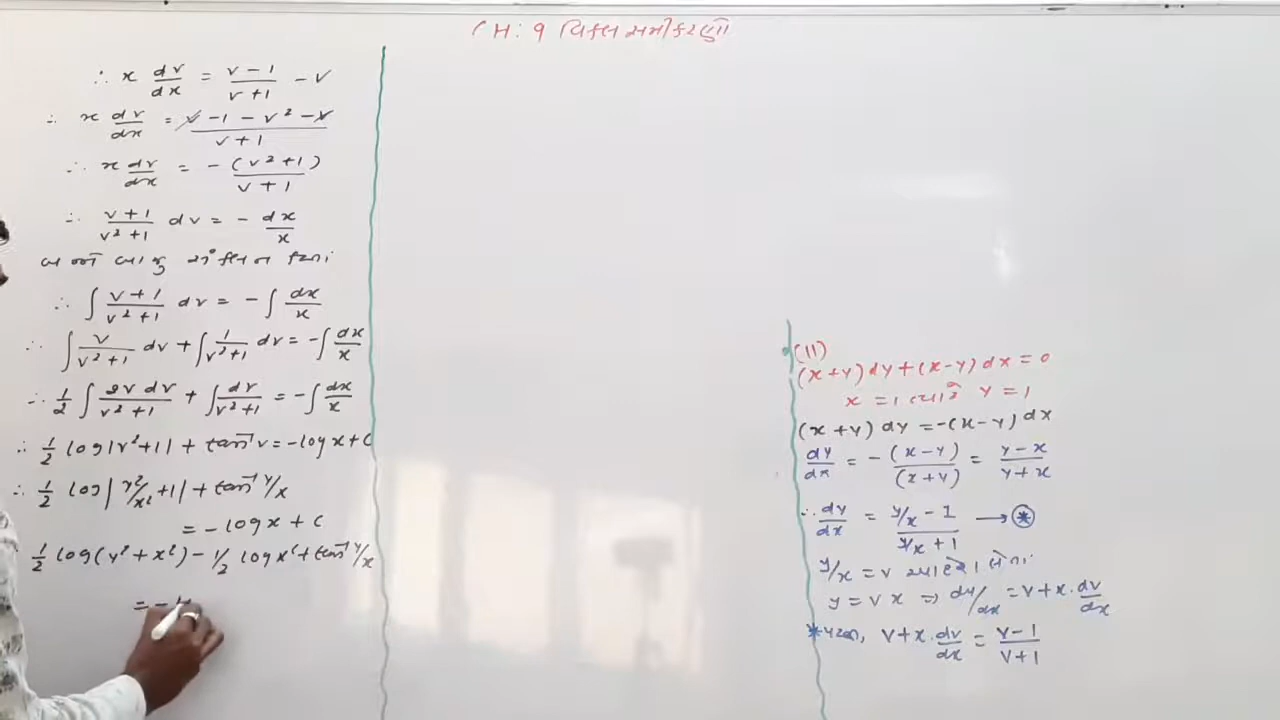 CH: 9 વિકલ સમીકરણો
(11)
(x+y) dy + (x-y) dx = 0
x = 1 ત્યારે y = 1
(x+y) dy = -(x-y) dx
dy/dx = -(x-y)/(x+y) = y-x/y+x
∴ dy/dx = y/x - 1 / y/x + 1 → ⊛
y/x = v આદેશ લેતાં
y = v x ⇒ dy/dx = v + x · dv/dx
* પરથી, v + x · dv/dx = v-1/v+1
∴ x dv/dx = v-1/v+1 - v
∴ x dv/dx = v - 1 - v² - v / v+1
∴ x dv/dx = -(v²+1)/v+1
∴ v+1/v²+1 dv = - dx/x
બન્ને બાજુ સંકલન કરતાં
∴ ∫ v+1/v²+1 dv = -∫ dx/x
∴ ∫ v/v²+1 dv + ∫ 1/v²+1 dv = -∫ dx/x
∴ 1/2 ∫ 2v dv/v²+1 + ∫ dv/v²+1 = -∫ dx/x
∴ 1/2 log|v²+1| + tan⁻¹ v = -log x + c
∴ 1/2 log|y²/x² + 1| + tan⁻¹ y/x
= - log x + c
1/2 log(y² + x²) - 1/2 log x² + tan⁻¹ y/x
= -